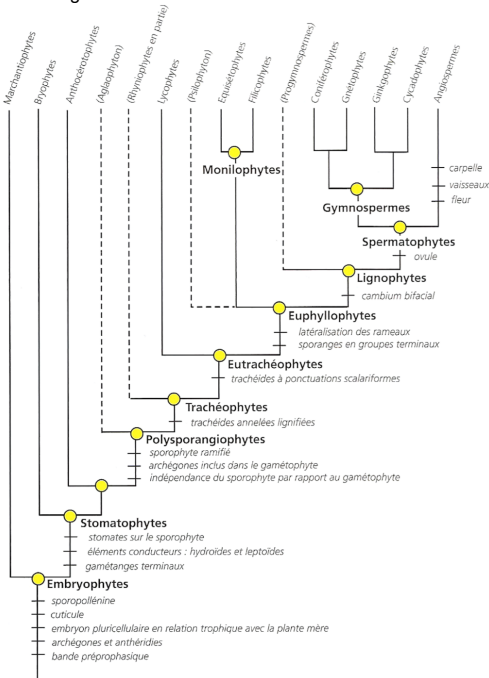 Marchantiophytes
Bryophytes
Anthocérotophytes
(Aglaophyton)
(Rhyniophytes en partie)
Lycophytes
(Psilophyton)
Equisétophytes
Filicophytes
(Progymnospermes)
Coniférophytes
Gnétophytes
Ginkgophytes
Cycadophytes
Angiospermes
carpelle
Monilophytes
vaisseaux
fleur
Gymnospermes
Spermatophytes
ovule
Lignophytes
cambium bifacial
Euphyllophytes
latéralisation des rameaux
sporanges en groupes terminaux
Eutrachéophytes
trachéides à ponctuations scalariformes
Trachéophytes
trachéides annelées lignifiées
Polysporangiophytes
sporophyte ramifié
archégones inclus dans le gamétophyte
indépendance du sporophyte par rapport au gamétophyte
Stomatophytes
stomates sur le sporophyte
éléments conducteurs : hydroïdes et leptoïdes
gamétanges terminaux
Embryophytes
sporopollénine
cuticule
embryon pluricellulaire en relation trophique avec la plante mère
archégones et anthéridies
bande préprophasique